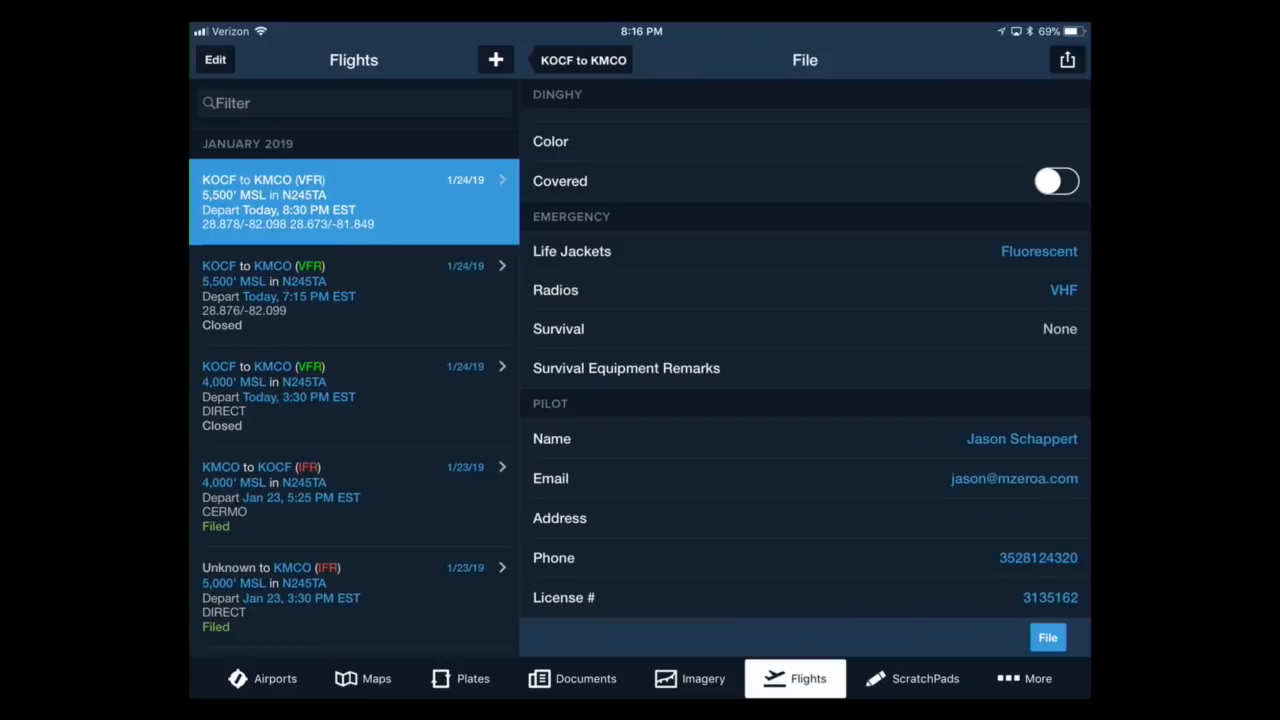 Verizon 8:16 PM 69%
Edit Flights + KOCF to KMCO File
Filter
JANUARY 2019
KOCF to KMCO (VFR) 1/24/19
5,500' MSL in N245TA
Depart Today, 8:30 PM EST
28.878/-82.098 28.673/-81.849
KOCF to KMCO (VFR) 1/24/19
5,500' MSL in N245TA
Depart Today, 7:15 PM EST
28.876/-82.099
Closed
KOCF to KMCO (VFR) 1/24/19
4,000' MSL in N245TA
Depart Today, 3:30 PM EST
DIRECT
Closed
KMCO to KOCF (IFR) 1/23/19
4,000' MSL in N245TA
Depart Jan 23, 5:25 PM EST
CERMO
Filed
Unknown to KMCO (IFR) 1/23/19
5,000' MSL in N245TA
Depart Jan 23, 3:30 PM EST
DIRECT
Filed
DINGHY
Color
Covered
EMERGENCY
Life Jackets Fluorescent
Radios VHF
Survival None
Survival Equipment Remarks
PILOT
Name Jason Schappert
Email jason@mzeroa.com
Address
Phone 3528124320
License # 3135162
File
Airports Maps Plates Documents Imagery Flights ScratchPads More